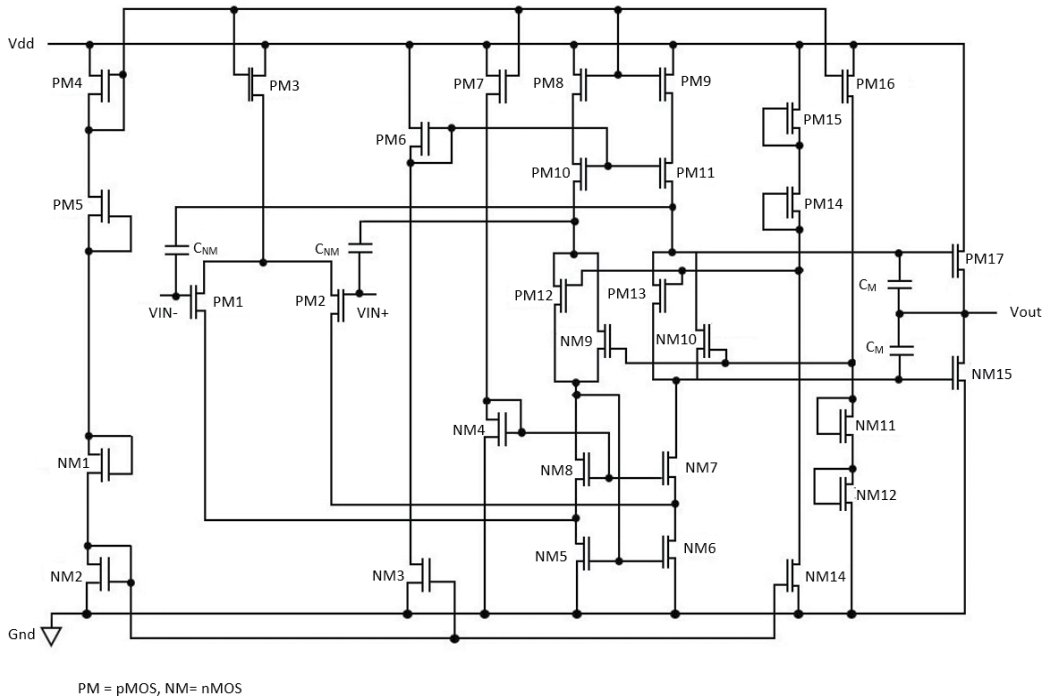 Vdd
PM4
PM3
PM7
PM8
PM9
PM16
PM15
PM6
PM10
PM11
PM5
PM14
CNM
CNM
PM17
PM1
PM2
PM12
PM13
CM
VIN-
VIN+
Vout
NM9
NM10
CM
NM15
NM4
NM11
NM1
NM8
NM7
NM12
NM5
NM6
NM2
NM3
NM14
Gnd
PM = pMOS, NM= nMOS